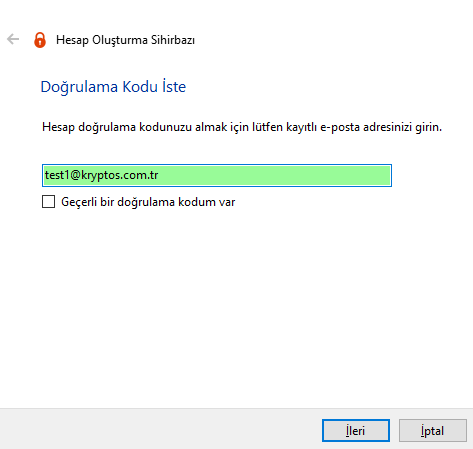 Hesap Oluşturma Sihirbazı
Doğrulama Kodu İste
Hesap doğrulama kodunuzu almak için lütfen kayıtlı e-posta adresinizi girin.
test1@kryptos.com.tr
Geçerli bir doğrulama kodum var
İleri
İptal